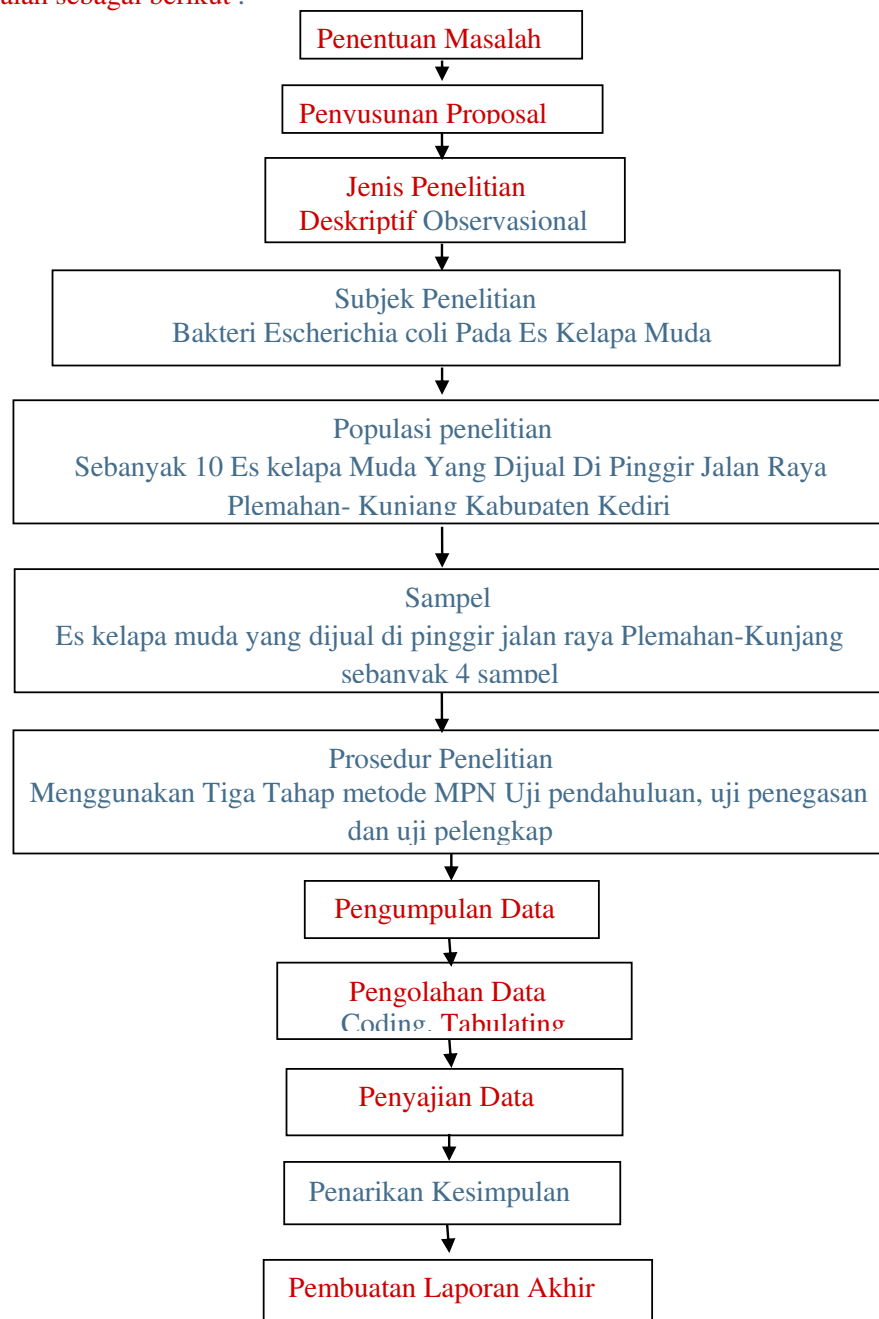 sebagai berikut :
Penentuan Masalah
Penyusunan Proposal
Jenis Penelitian
Deskriptif Observasional
Subjek Penelitian
Bakteri Escherichia coli Pada Es Kelapa Muda
Populasi penelitian
Sebanyak 10 Es kelapa Muda Yang Dijual Di Pinggir Jalan Raya
Plemahan- Kunjang Kabupaten Kediri
Sampel
Es kelapa muda yang dijual di pinggir jalan raya Plemahan-Kunjang
sebanyak 4 sampel
Prosedur Penelitian
Menggunakan Tiga Tahap metode MPN Uji pendahuluan, uji penegasan
dan uji pelengkap
Pengumpulan Data
Pengolahan Data
Coding, Tabulating
Penyajian Data
Penarikan Kesimpulan
Pembuatan Laporan Akhir